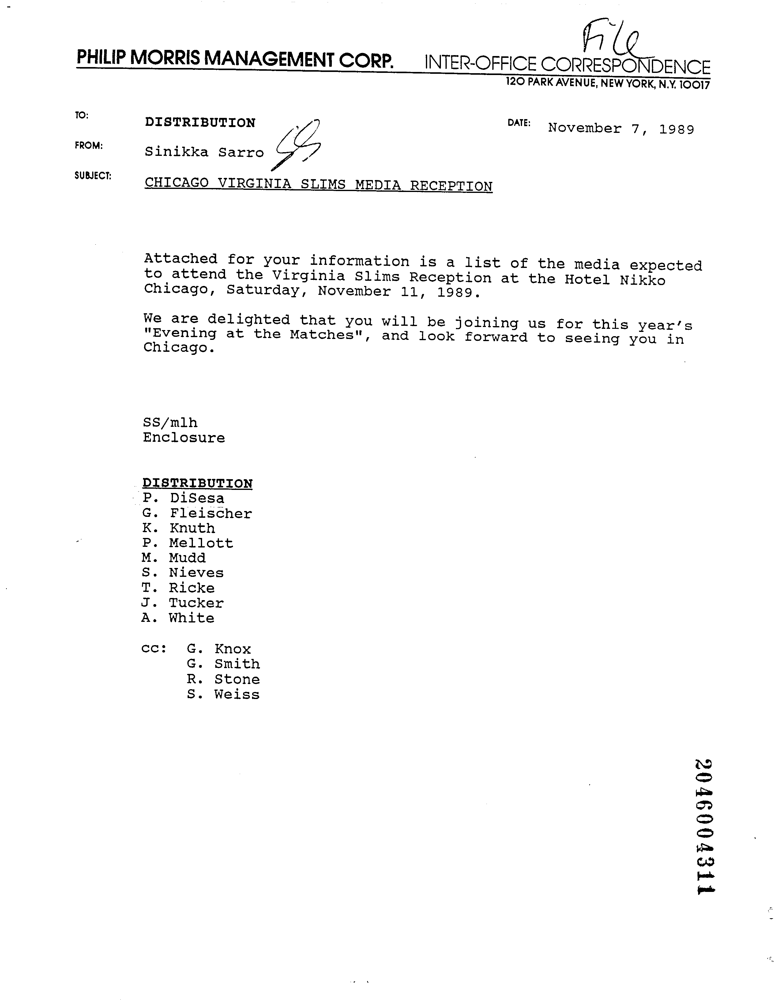 File
PHILIP MORRIS MANAGEMENT CORP. INTER-OFFICE CORRESPONDENCE
120 PARK AVENUE, NEW YORK, N.Y. 10017
TO: DISTRIBUTION DATE: November 7, 1989
FROM: Sinikka Sarro
SUBJECT: CHICAGO VIRGINIA SLIMS MEDIA RECEPTION
Attached for your information is a list of the media expected
to attend the Virginia Slims Reception at the Hotel Nikko
Chicago, Saturday, November 11, 1989.
We are delighted that you will be joining us for this year's
"Evening at the Matches", and look forward to seeing you in
Chicago.
SS/mlh
Enclosure
DISTRIBUTION
P. DiSesa
G. Fleischer
K. Knuth
P. Mellott
M. Mudd
S. Nieves
T. Ricke
J. Tucker
A. White
cc: G. Knox
G. Smith
R. Stone
S. Weiss
2046004311